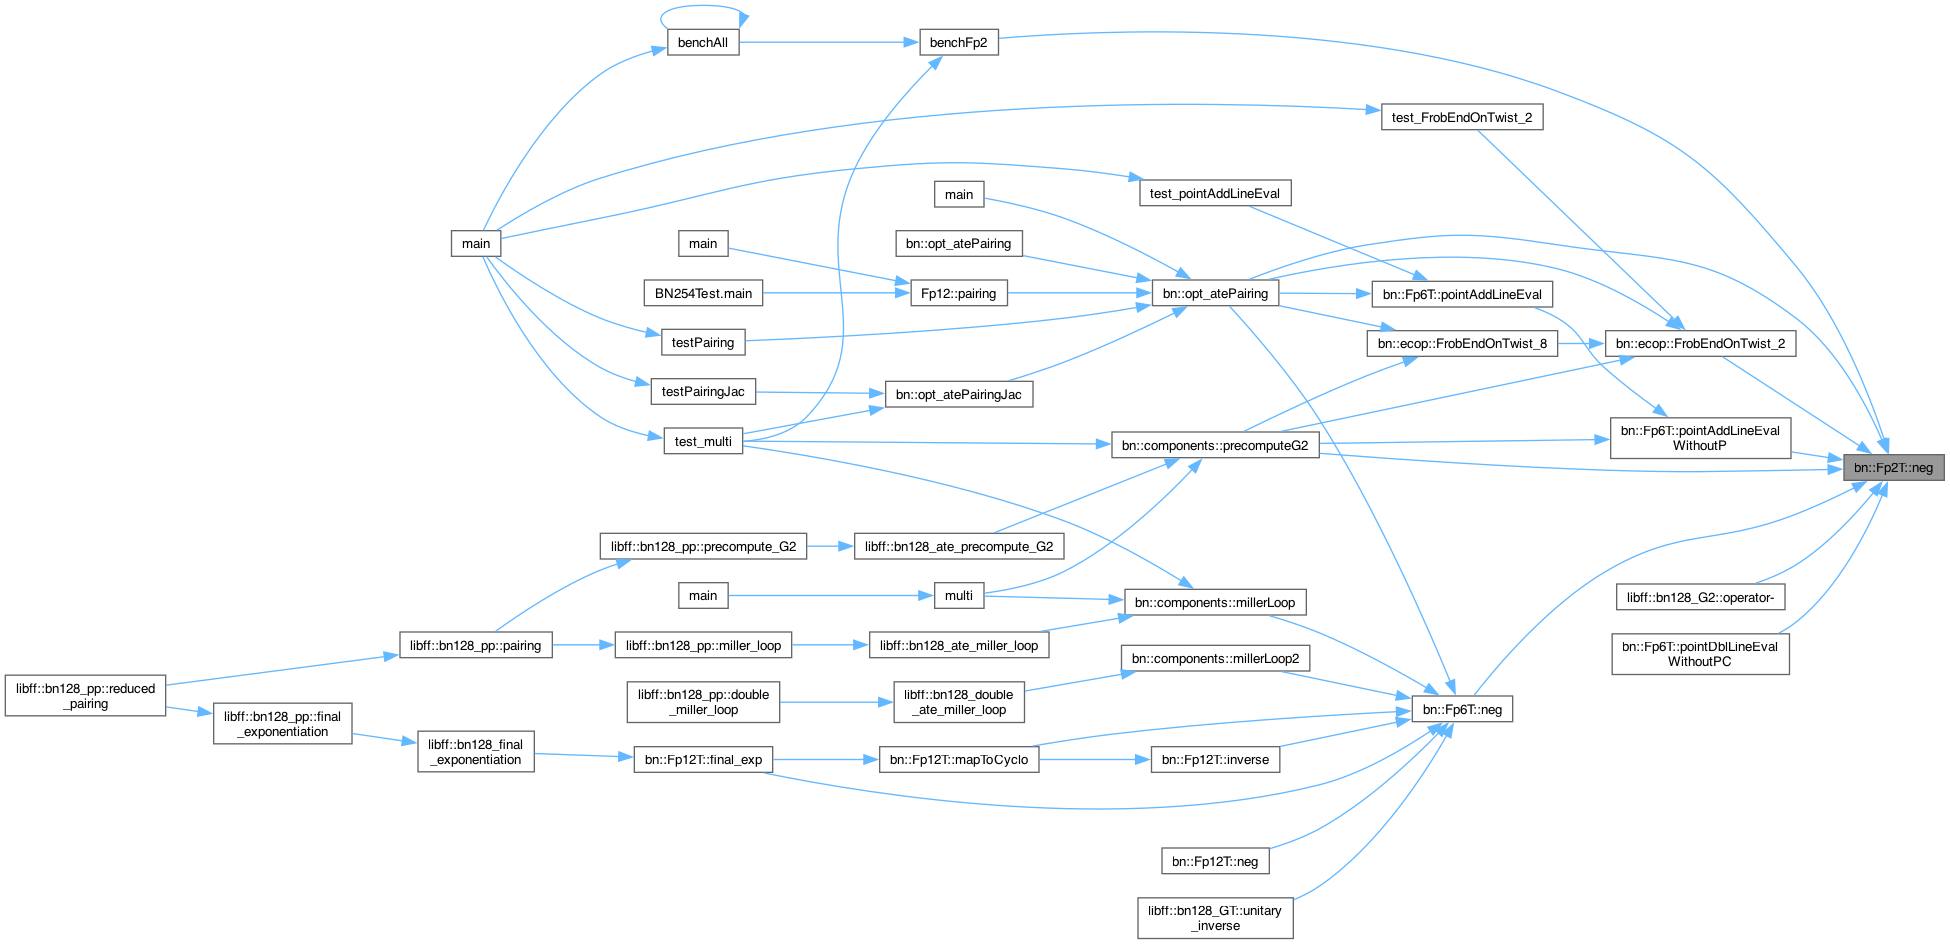 benchAll
benchFp2
test_FrobEndOnTwist_2
test_pointAddLineEval
main
main
main
bn::opt_atePairing
BN254Test.main
Fp12::pairing
bn::opt_atePairing
bn::Fp6T::pointAddLineEval
testPairing
bn::ecop::FrobEndOnTwist_8
bn::ecop::FrobEndOnTwist_2
testPairingJac
bn::opt_atePairingJac
test_multi
bn::components::precomputeG2
bn::Fp6T::pointAddLineEval
WithoutP
bn::Fp2T::neg
libff::bn128_pp::precompute_G2
libff::bn128_ate_precompute_G2
main
multi
bn::components::millerLoop
libff::bn128_G2::operator-
libff::bn128_pp::pairing
libff::bn128_pp::miller_loop
libff::bn128_ate_miller_loop
bn::components::millerLoop2
bn::Fp6T::pointDblLineEval
WithoutPC
libff::bn128_pp::reduced
_pairing
libff::bn128_pp::double
_miller_loop
libff::bn128_double
_ate_miller_loop
bn::Fp6T::neg
libff::bn128_pp::final
_exponentiation
libff::bn128_final
_exponentiation
bn::Fp12T::final_exp
bn::Fp12T::mapToCyclo
bn::Fp12T::inverse
bn::Fp12T::neg
libff::bn128_GT::unitary
_inverse